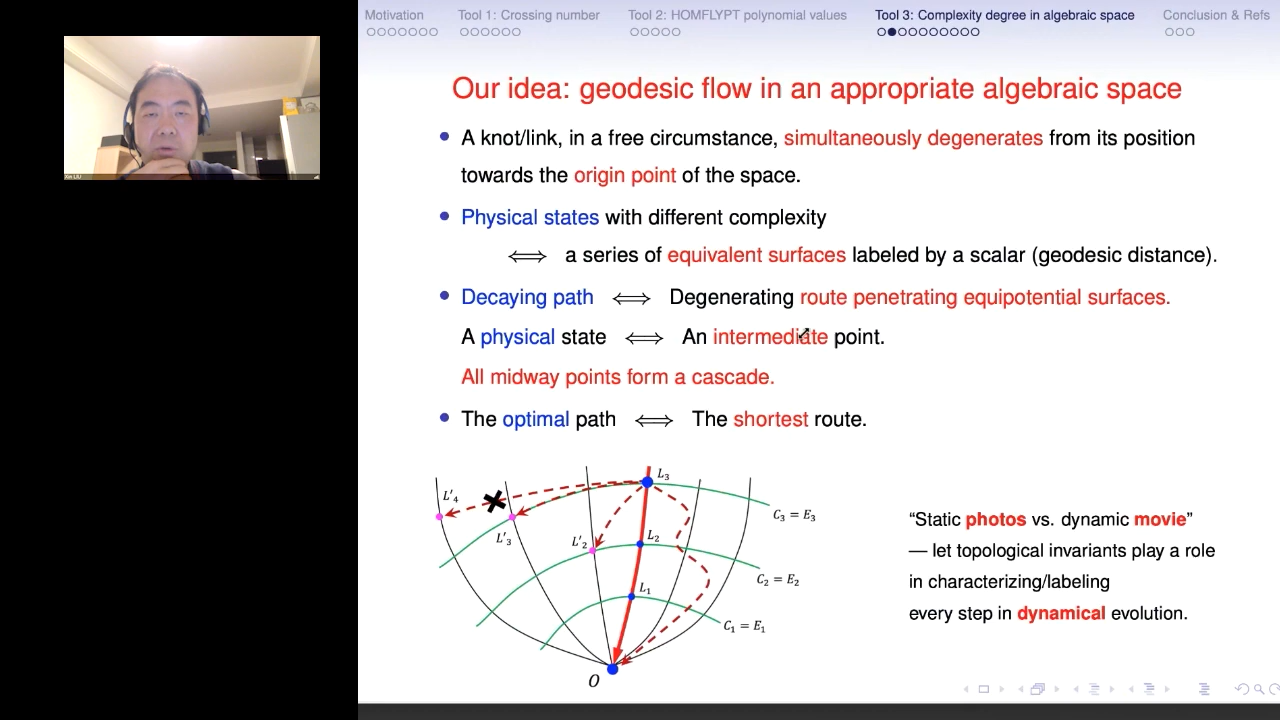 Motivation
Tool 1: Crossing number
Tool 2: HOMFLYPT polynomial values
Tool 3: Complexity degree in algebraic space
Conclusion & Refs
Our idea: geodesic flow in an appropriate algebraic space
A knot/link, in a free circumstance, simultaneously degenerates from its position
towards the origin point of the space.
Physical states with different complexity
⟺ a series of equivalent surfaces labeled by a scalar (geodesic distance).
Decaying path ⟺ Degenerating route penetrating equipotential surfaces.
A physical state ⟺ An intermediate point.
All midway points form a cascade.
The optimal path ⟺ The shortest route.
L₃
L'₄
C₃ = E₃
L'₃
L'₂
L₂
C₂ = E₂
L₁
C₁ = E₁
O
“Static photos vs. dynamic movie”
— let topological invariants play a role
in characterizing/labeling
every step in dynamical evolution.